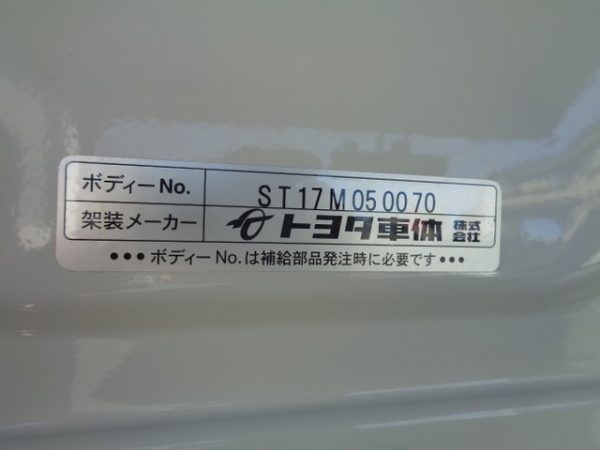 ボディーNo. ST17M050070
架装メーカー トヨタ車体 株式会社
•••ボディーNo.は補給部品発注時に必要です•••